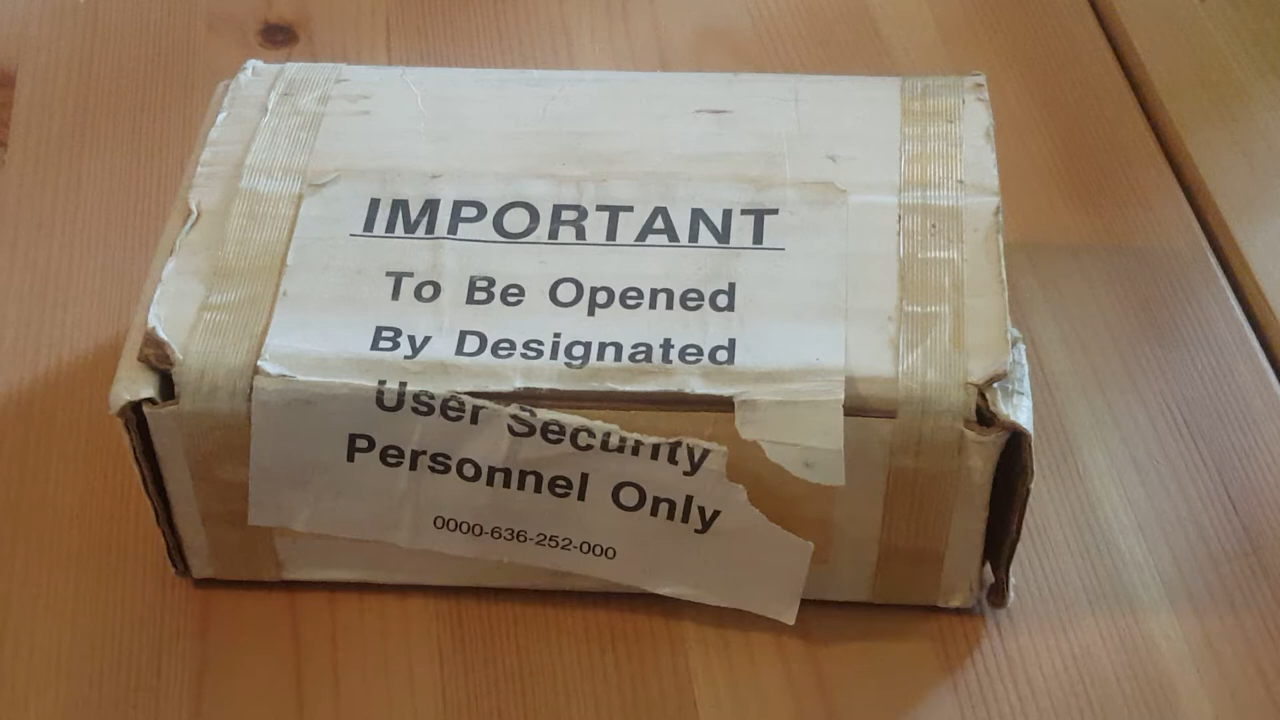 IMPORTANT
To Be Opened
By Designated
User Security
Personnel Only
0000-636-252-000